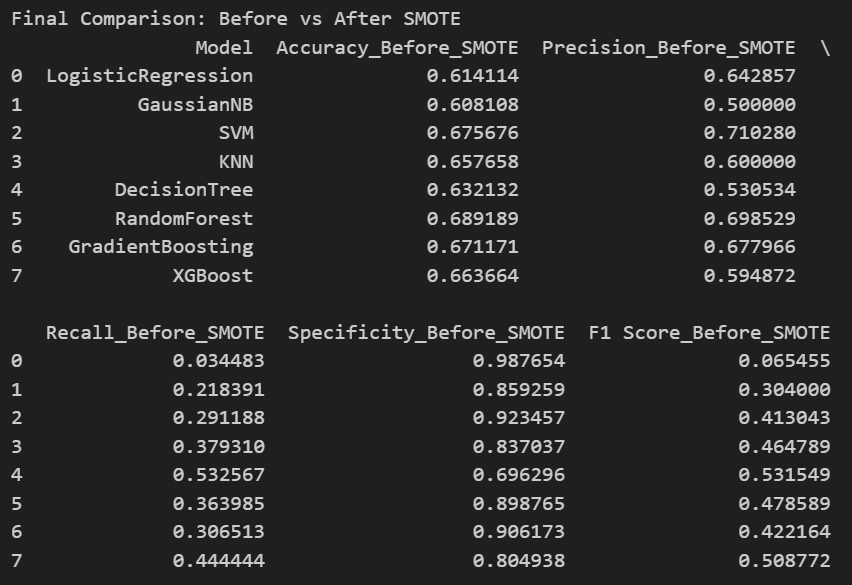 Final Comparison: Before vs After SMOTE
Model Accuracy_Before_SMOTE Precision_Before_SMOTE \
0 LogisticRegression 0.614114 0.642857
1 GaussianNB 0.608108 0.500000
2 SVM 0.675676 0.710280
3 KNN 0.657658 0.600000
4 DecisionTree 0.632132 0.530534
5 RandomForest 0.689189 0.698529
6 GradientBoosting 0.671171 0.677966
7 XGBoost 0.663664 0.594872
Recall_Before_SMOTE Specificity_Before_SMOTE F1 Score_Before_SMOTE
0 0.034483 0.987654 0.065455
1 0.218391 0.859259 0.304000
2 0.291188 0.923457 0.413043
3 0.379310 0.837037 0.464789
4 0.532567 0.696296 0.531549
5 0.363985 0.898765 0.478589
6 0.306513 0.906173 0.422164
7 0.444444 0.804938 0.508772